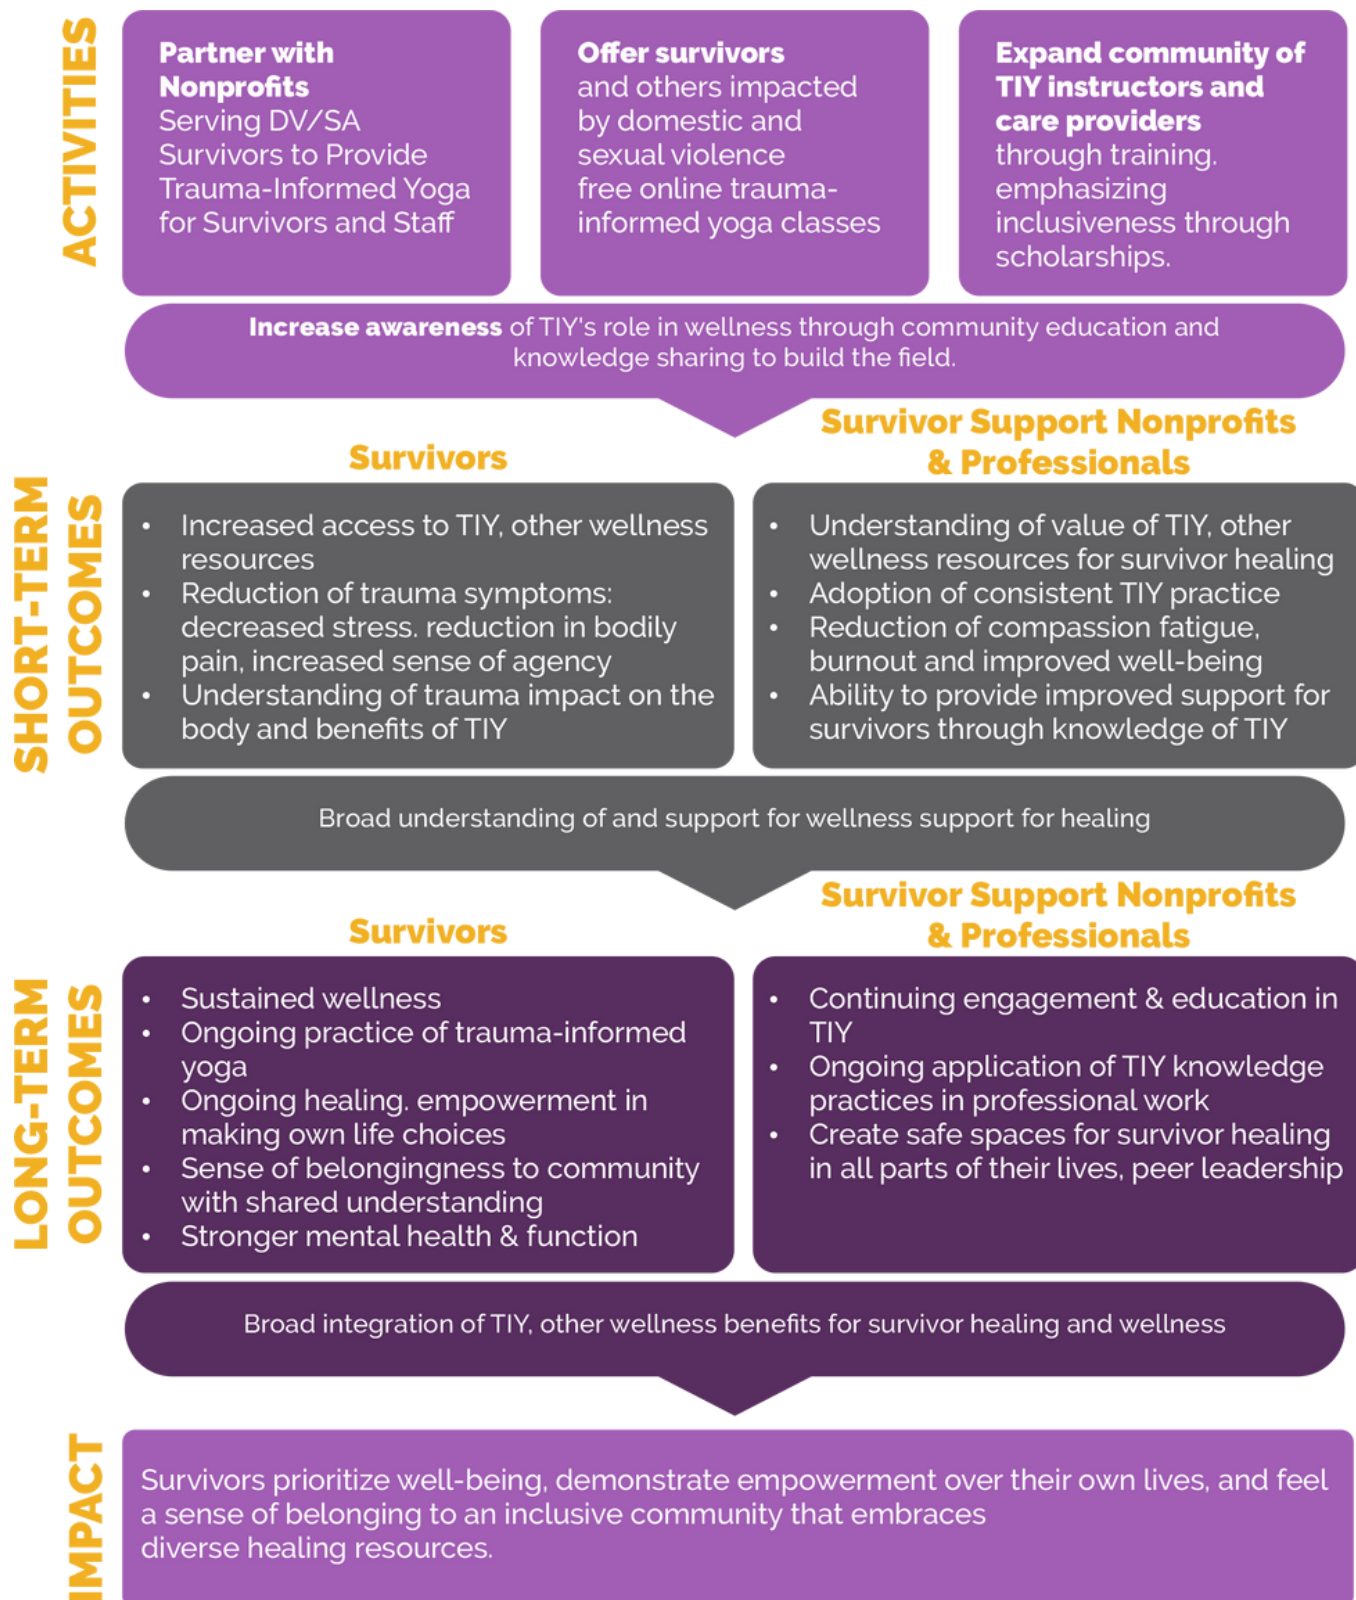 ACTIVITIES
Partner with
Nonprofits
Serving DV/SA
Survivors to Provide
Trauma-Informed Yoga
for Survivors and Staff
Offer survivors
and others impacted
by domestic and
sexual violence
free online trauma-
informed yoga classes
Expand community of
TIY instructors and
care providers
through training.
emphasizing
inclusiveness through
scholarships.
Increase awareness of TIY's role in wellness through community education and
knowledge sharing to build the field.
SHORT-TERM
OUTCOMES
Survivors
• Increased access to TIY, other wellness
resources
• Reduction of trauma symptoms:
decreased stress. reduction in bodily
pain, increased sense of agency
• Understanding of trauma impact on the
body and benefits of TIY
Survivor Support Nonprofits
& Professionals
• Understanding of value of TIY, other
wellness resources for survivor healing
• Adoption of consistent TIY practice
• Reduction of compassion fatigue,
burnout and improved well-being
• Ability to provide improved support for
survivors through knowledge of TIY
Broad understanding of and support for wellness support for healing
LONG-TERM
OUTCOMES
Survivors
• Sustained wellness
• Ongoing practice of trauma-informed
yoga
• Ongoing healing. empowerment in
making own life choices
• Sense of belongingness to community
with shared understanding
• Stronger mental health & function
Survivor Support Nonprofits
& Professionals
• Continuing engagement & education in
TIY
• Ongoing application of TIY knowledge
practices in professional work
• Create safe spaces for survivor healing
in all parts of their lives, peer leadership
Broad integration of TIY, other wellness benefits for survivor healing and wellness
IMPACT
Survivors prioritize well-being, demonstrate empowerment over their own lives, and feel
a sense of belonging to an inclusive community that embraces
diverse healing resources.